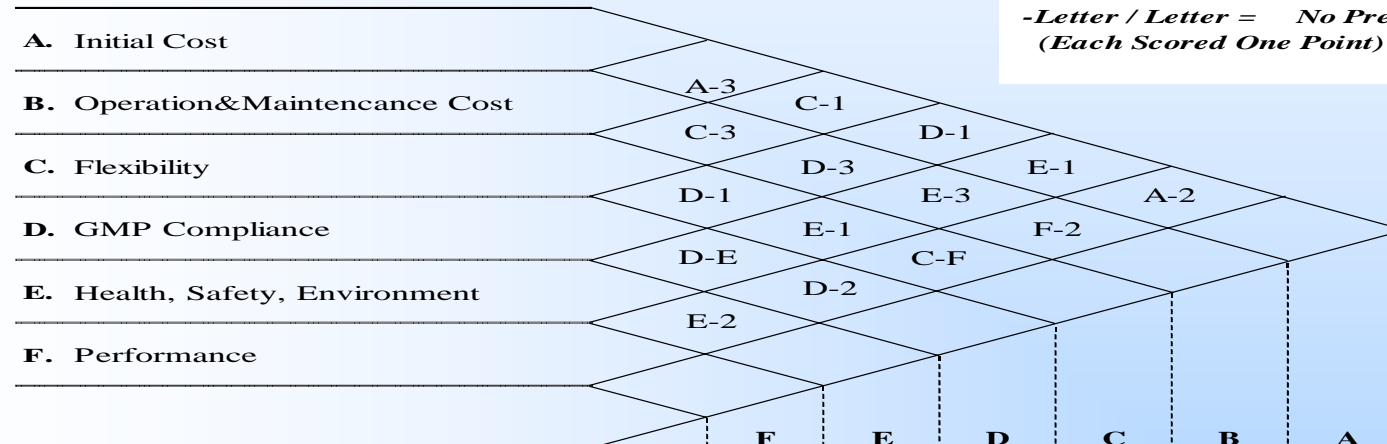 -Letter / Letter = No Pre
(Each Scored One Point)
A. Initial Cost
A-3
B. Operation&Maintencance Cost
C-1
C-3
D-1
C. Flexibility
D-3
E-1
D-1
E-3
A-2
D. GMP Compliance
E-1
F-2
D-E
C-F
E. Health, Safety, Environment
D-2
E-2
F. Performance
F E D C B A